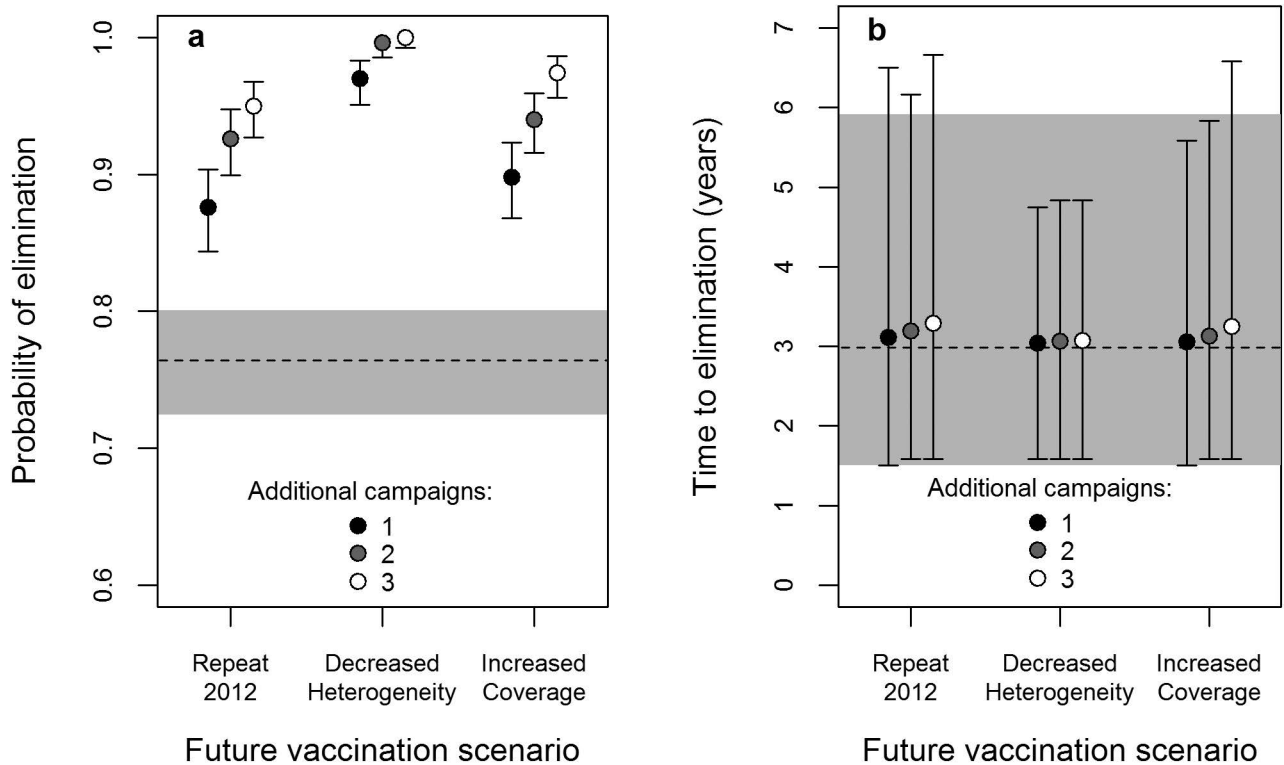 a
1.0
0.9
0.8
0.7
0.6
Probability of elimination
Additional campaigns:
1
2
3
Repeat
2012
Decreased
Heterogeneity
Increased
Coverage
Future vaccination scenario
b
7
6
5
4
3
2
1
0
Time to elimination (years)
Additional campaigns:
1
2
3
Repeat
2012
Decreased
Heterogeneity
Increased
Coverage
Future vaccination scenario